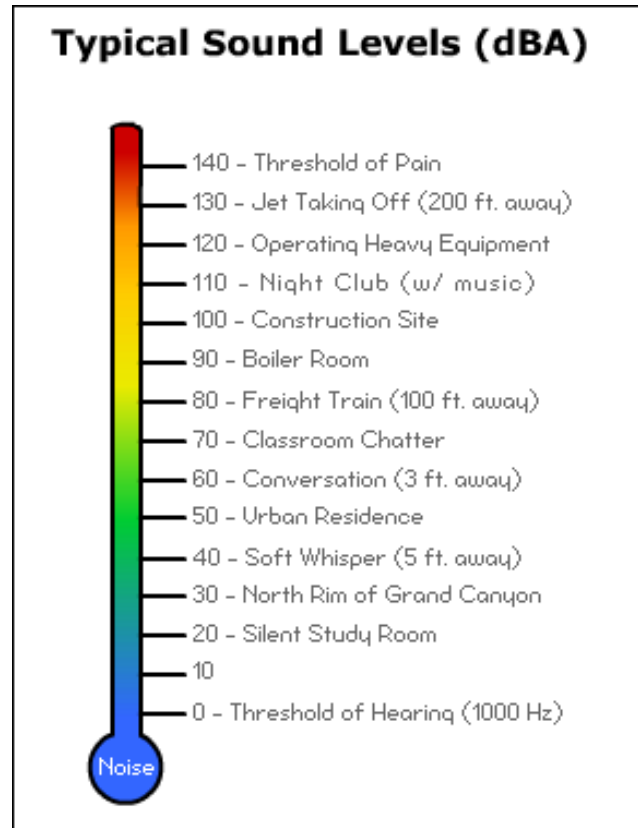 Typical Sound Levels (dBA)
140 - Threshold of Pain
130 - Jet Taking Off (200 ft. away)
120 - Operating Heavy Equipment
110 - Night Club (w/ music)
100 - Construction Site
90 - Boiler Room
80 - Freight Train (100 ft. away)
70 - Classroom Chatter
60 - Conversation (3 ft. away)
50 - Urban Residence
40 - Soft Whisper (5 ft. away)
30 - North Rim of Grand Canyon
20 - Silent Study Room
10
0 - Threshold of Hearing (1000 Hz)
Noise